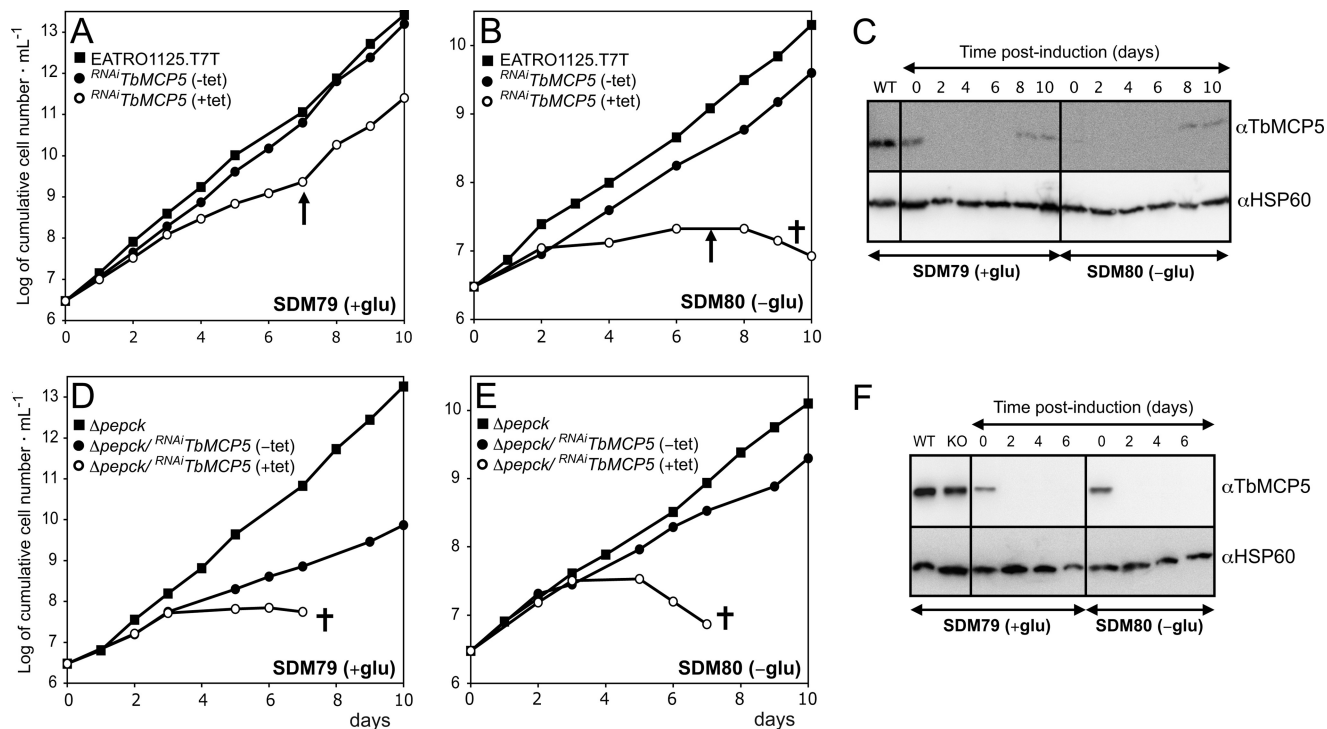 A
EATRO1125.T7T
RNAiTbMCP5 (-tet)
RNAiTbMCP5 (+tet)
SDM79 (+glu)
Log of cumulative cell number · mL⁻¹
13
12
11
10
9
8
7
6
0 2 4 6 8 10
B
EATRO1125.T7T
RNAiTbMCP5 (-tet)
RNAiTbMCP5 (+tet)
†
SDM80 (−glu)
10
9
8
7
6
0 2 4 6 8 10
C
Time post-induction (days)
WT 0 2 4 6 8 10 0 2 4 6 8 10
αTbMCP5
αHSP60
SDM79 (+glu) SDM80 (−glu)
D
Δpepck
Δpepck/ RNAiTbMCP5 (−tet)
Δpepck/ RNAiTbMCP5 (+tet)
†
SDM79 (+glu)
Log of cumulative cell number · mL⁻¹
13
12
11
10
9
8
7
6
0 2 4 6 8 10
days
E
Δpepck
Δpepck/ RNAiTbMCP5 (−tet)
Δpepck/ RNAiTbMCP5 (+tet)
†
SDM80 (−glu)
10
9
8
7
6
0 2 4 6 8 10
days
F
Time post-induction (days)
WT KO 0 2 4 6 0 2 4 6
αTbMCP5
αHSP60
SDM79 (+glu) SDM80 (−glu)